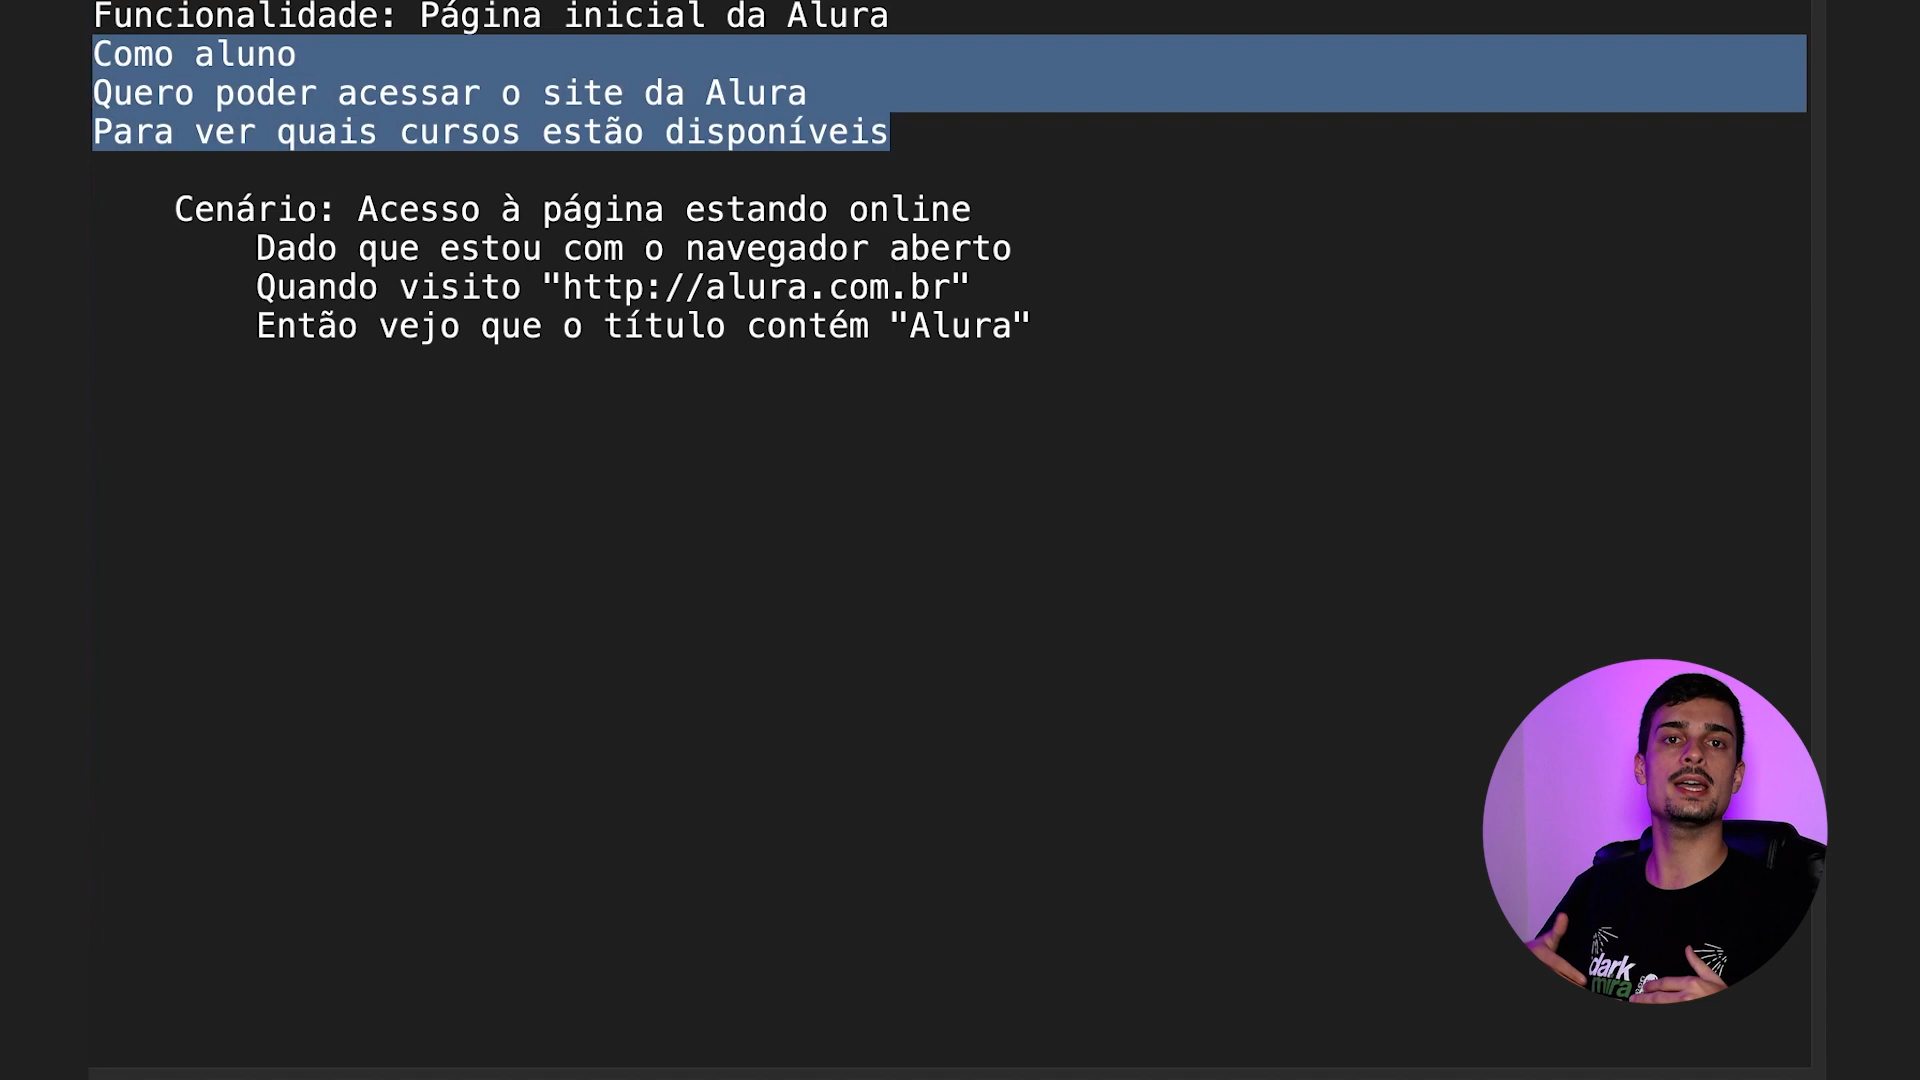 Funcionalidade: Página inicial da Alura
Como aluno
Quero poder acessar o site da Alura
Para ver quais cursos estão disponíveis
Cenário: Acesso à página estando online
Dado que estou com o navegador aberto
Quando visito "http://alura.com.br"
Então vejo que o título contém "Alura"
dark
mira